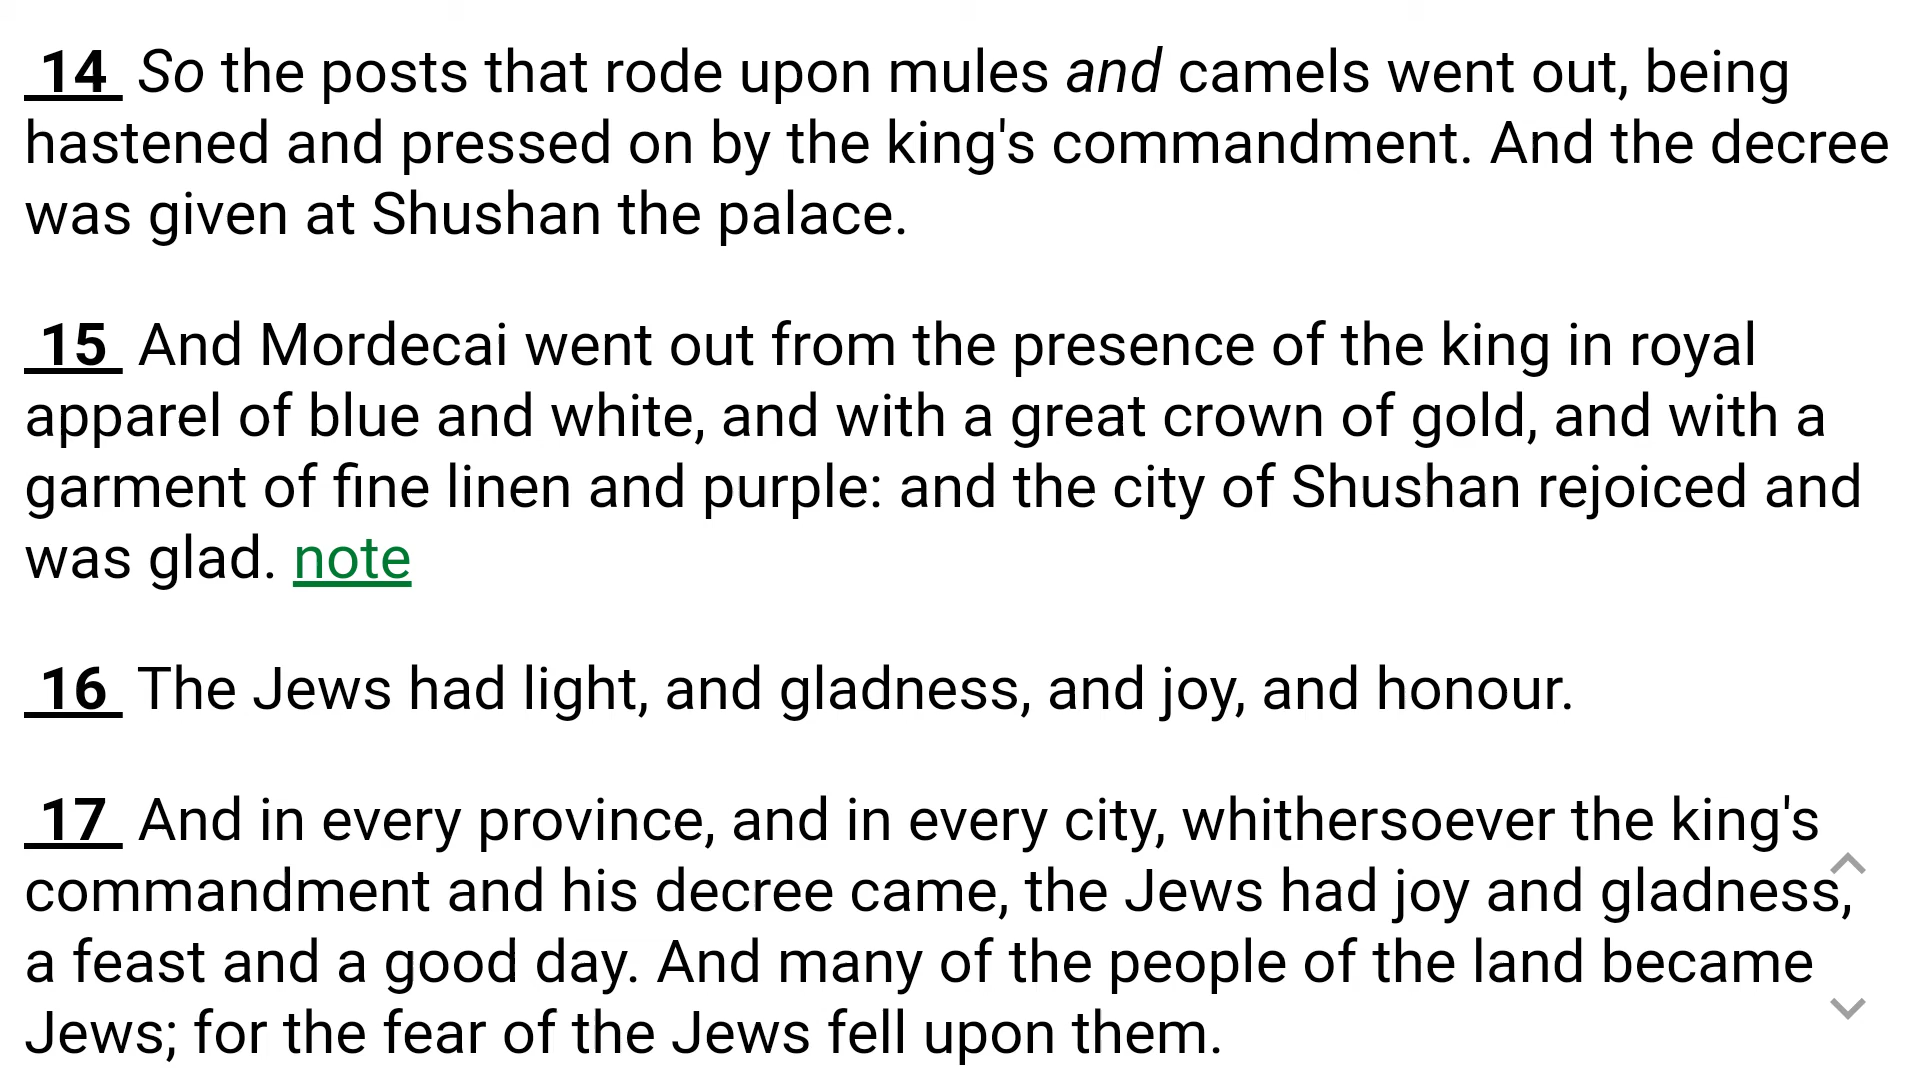 14 So the posts that rode upon mules and camels went out, being
hastened and pressed on by the king's commandment. And the decree
was given at Shushan the palace.
15 And Mordecai went out from the presence of the king in royal
apparel of blue and white, and with a great crown of gold, and with a
garment of fine linen and purple: and the city of Shushan rejoiced and
was glad. note
16 The Jews had light, and gladness, and joy, and honour.
17 And in every province, and in every city, whithersoever the king's
commandment and his decree came, the Jews had joy and gladness,
a feast and a good day. And many of the people of the land became
Jews; for the fear of the Jews fell upon them.